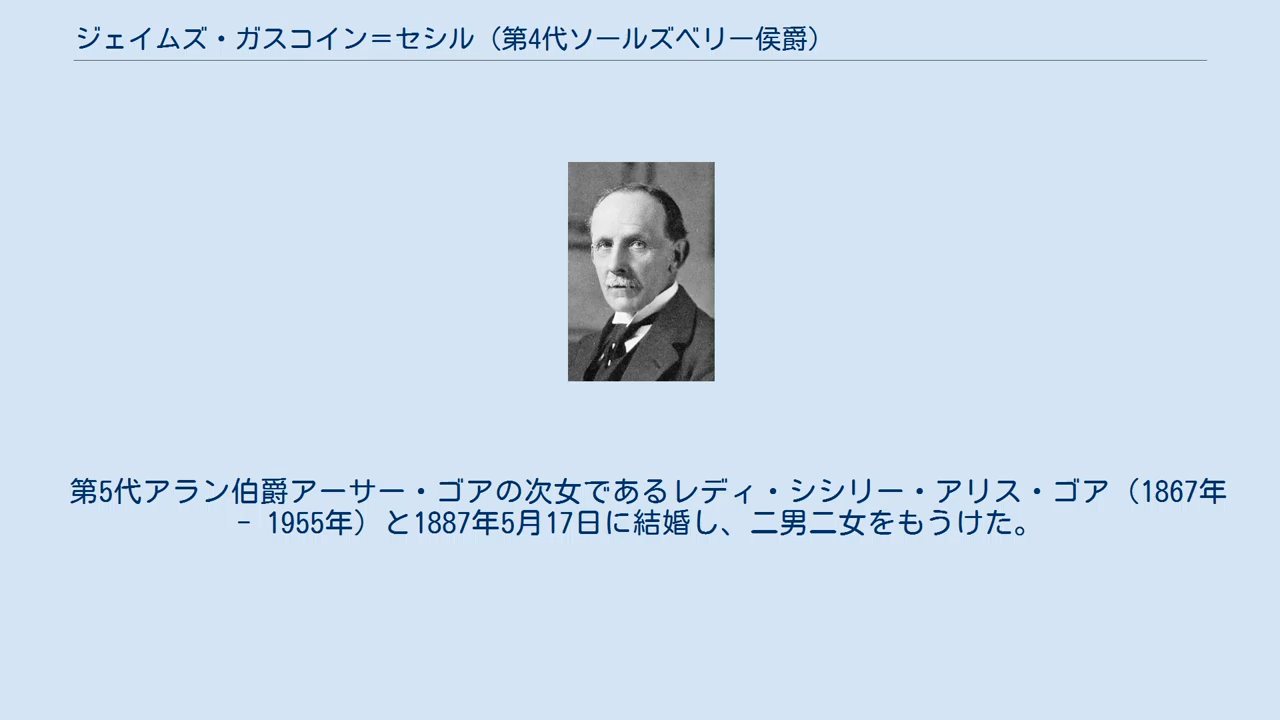 ジェイムズ・ガスコイン＝セシル（第4代ソールズベリー侯爵）
第5代アラン伯爵アーサー・ゴアの次女であるレディ・シシリー・アリス・ゴア（1867年
- 1955年）と1887年5月17日に結婚し、二男二女をもうけた。